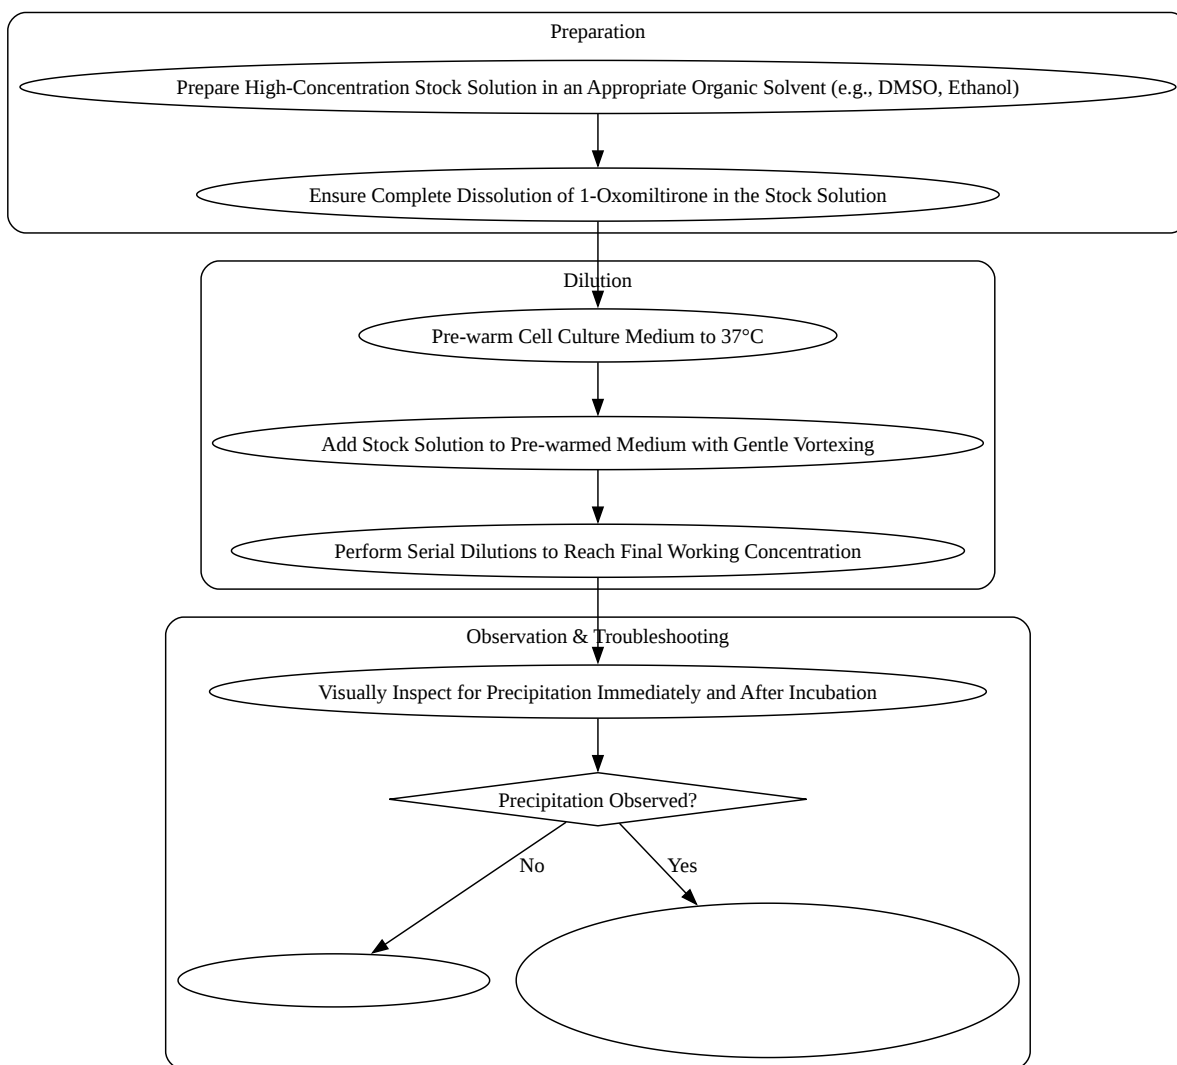 Preparation
Prepare High-Concentration Stock Solution in an Appropriate Organic Solvent (e.g., DMSO, Ethanol)
Ensure Complete Dissolution of 1-Oxomiltirone in the Stock Solution
Dilution
Pre-warm Cell Culture Medium to 37°C
Add Stock Solution to Pre-warmed Medium with Gentle Vortexing
Perform Serial Dilutions to Reach Final Working Concentration
Observation & Troubleshooting
Visually Inspect for Precipitation Immediately and After Incubation
Precipitation Observed?
No
Yes